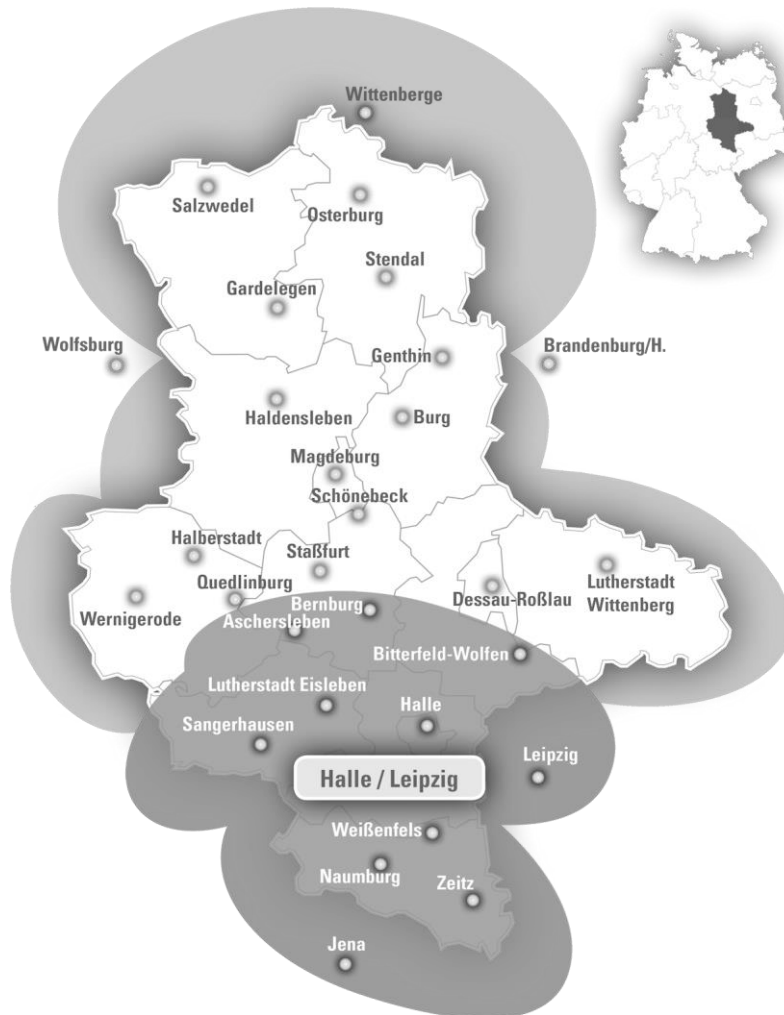 Wittenberge
Salzwedel
Osterburg
Stendal
Gardelegen
Wolfsburg
Genthin
Brandenburg/H.
Haldensleben
Burg
Magdeburg
Schönebeck
Halberstadt
Staßfurt
Quedlinburg
Wernigerode
Dessau-Roßlau
Lutherstadt
Wittenberg
Bernburg
Aschersleben
Bitterfeld-Wolfen
Lutherstadt Eisleben
Halle
Sangerhausen
Leipzig
Halle / Leipzig
Weißenfels
Naumburg
Zeitz
Jena